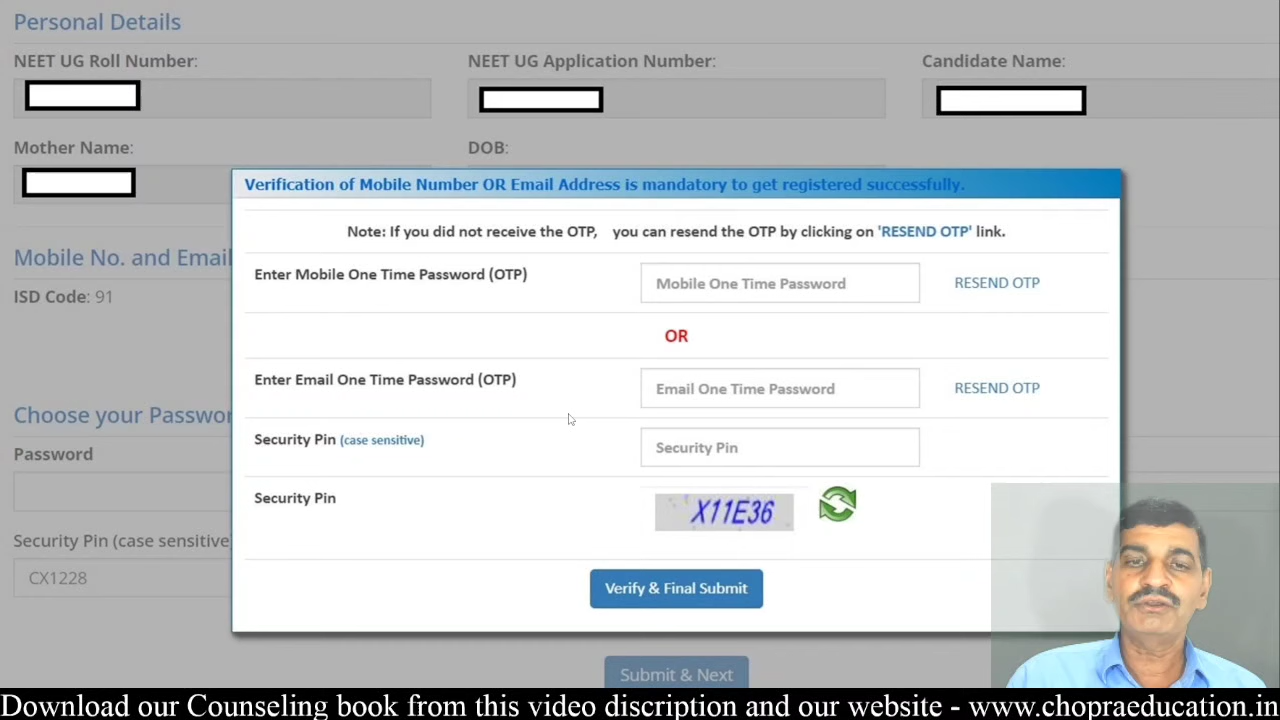 Personal Details
NEET UG Roll Number:
NEET UG Application Number:
Candidate Name:
Mother Name:
DOB:
Verification of Mobile Number OR Email Address is mandatory to get registered successfully.
Note: If you did not receive the OTP, you can resend the OTP by clicking on 'RESEND OTP' link.
Mobile No. and Email
ISD Code: 91
Enter Mobile One Time Password (OTP)
Mobile One Time Password
RESEND OTP
OR
Enter Email One Time Password (OTP)
Email One Time Password
RESEND OTP
Choose your Passwor
Password
Security Pin (case sensitive)
Security Pin
Security Pin
X11E36
Security Pin (case sensitive)
CX1228
Verify & Final Submit
Submit & Next
Download our Counseling book from this video discription and our website - www.chopraeducation.in